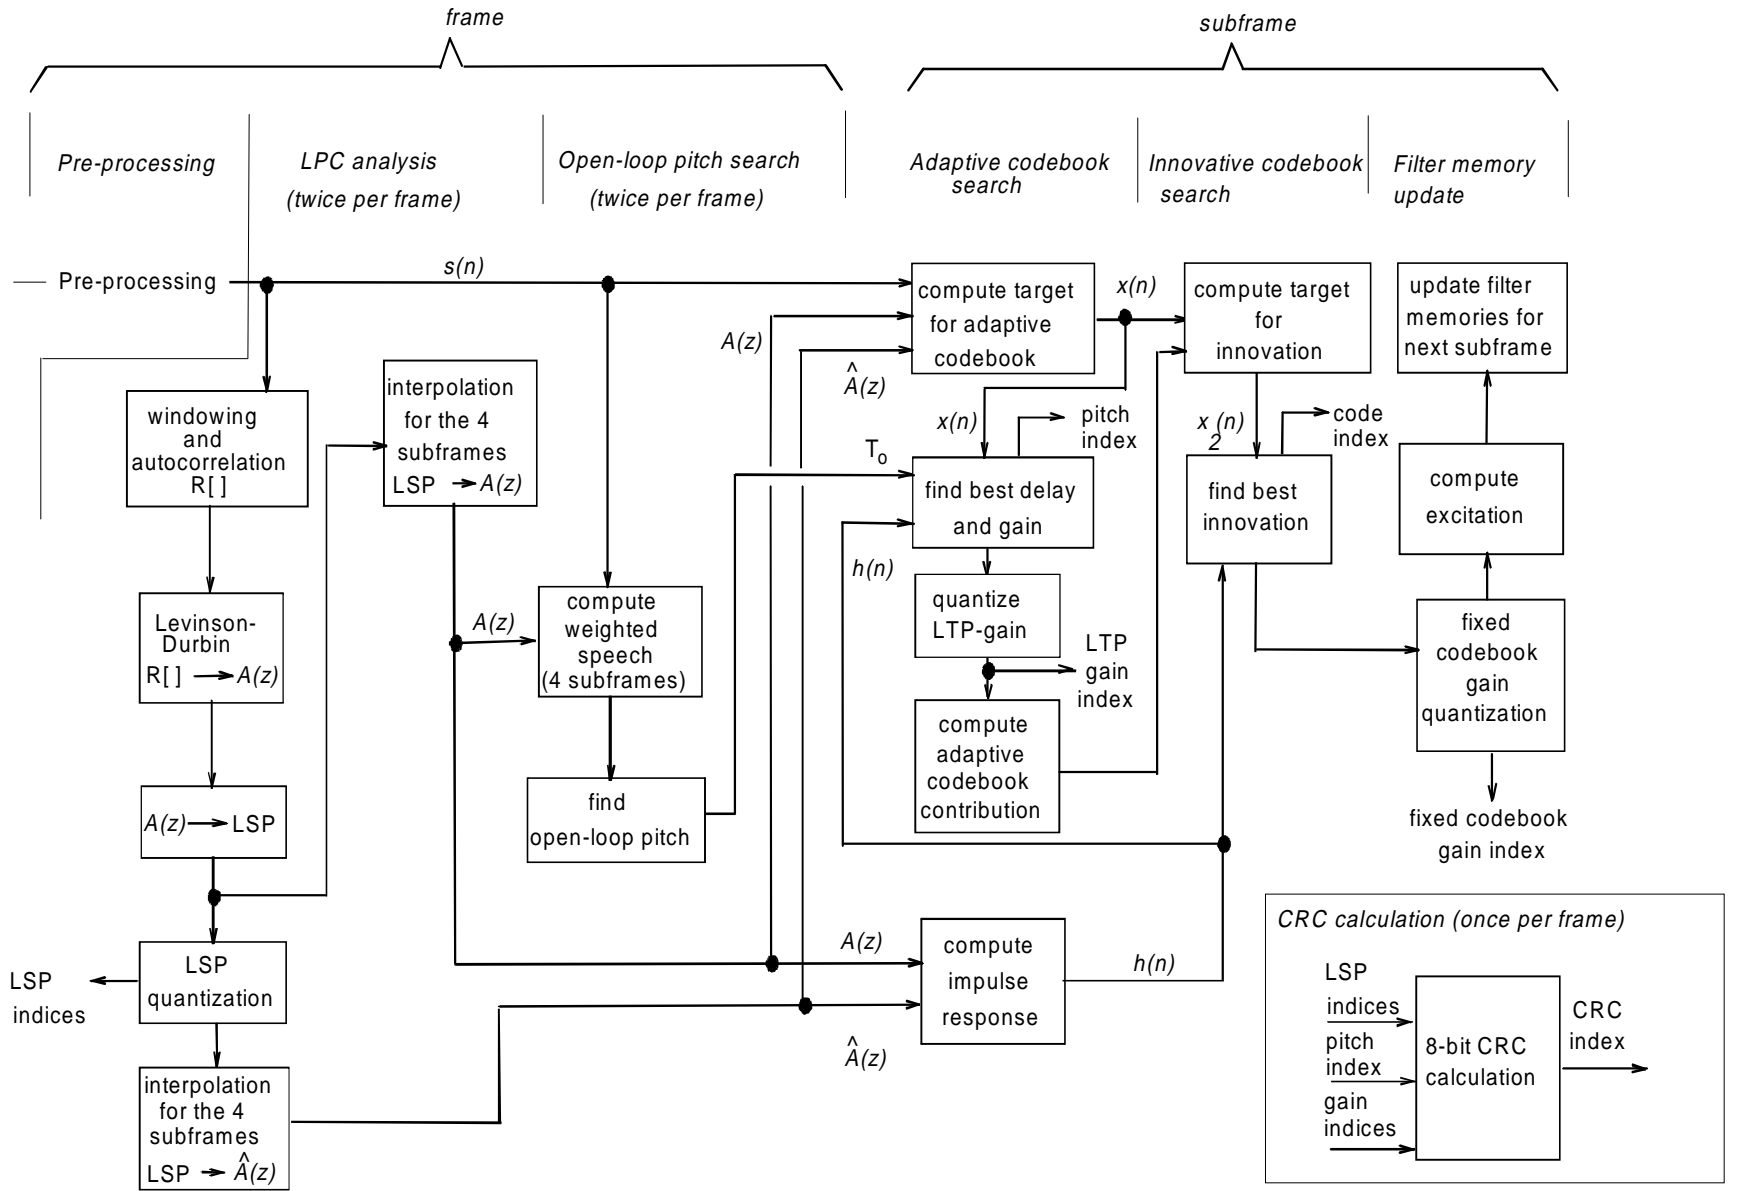 frame
subframe
Pre-processing
LPC analysis
(twice per frame)
Open-loop pitch search
(twice per frame)
Adaptive codebook
search
Innovative codebook
search
Filter memory
update
Pre-processing
s(n)
windowing
and
autocorrelation
R[ ]
Levinson-
Durbin
R[ ] → A(z)
A(z) → LSP
LSP
quantization
LSP
indices
interpolation
for the 4
subframes
LSP → Â(z)
interpolation
for the 4
subframes
LSP → A(z)
A(z)
compute
weighted
speech
(4 subframes)
find
open-loop pitch
A(z)
Â(z)
compute target
for adaptive
codebook
x(n)
x(n)
T₀
pitch
index
find best delay
and gain
h(n)
quantize
LTP-gain
LTP
gain
index
compute
adaptive
codebook
contribution
A(z)
Â(z)
compute
impulse
response
h(n)
compute target
for
innovation
x₂(n)
code
index
find best
innovation
update filter
memories for
next subframe
compute
excitation
fixed
codebook
gain
quantization
fixed codebook
gain index
CRC calculation (once per frame)
LSP
indices
pitch
index
gain
indices
8-bit CRC
calculation
CRC
index